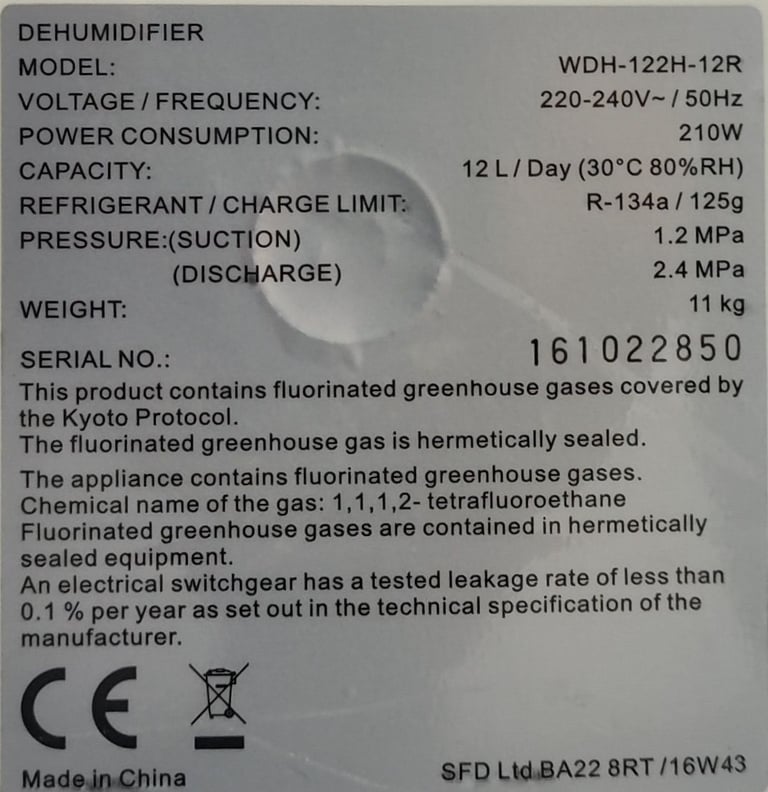 DEHUMIDIFIER
MODEL: WDH-122H-12R
VOLTAGE / FREQUENCY: 220-240V~ / 50Hz
POWER CONSUMPTION: 210W
CAPACITY: 12 L / Day (30°C 80%RH)
REFRIGERANT / CHARGE LIMIT: R-134a / 125g
PRESSURE:(SUCTION) 1.2 MPa
(DISCHARGE) 2.4 MPa
WEIGHT: 11 kg
SERIAL NO.: 161022850
This product contains fluorinated greenhouse gases covered by
the Kyoto Protocol.
The fluorinated greenhouse gas is hermetically sealed.
The appliance contains fluorinated greenhouse gases.
Chemical name of the gas: 1,1,1,2- tetrafluoroethane
Fluorinated greenhouse gases are contained in hermetically
sealed equipment.
An electrical switchgear has a tested leakage rate of less than
0.1 % per year as set out in the technical specification of the
manufacturer.
CE
Made in China SFD Ltd BA22 8RT /16W43